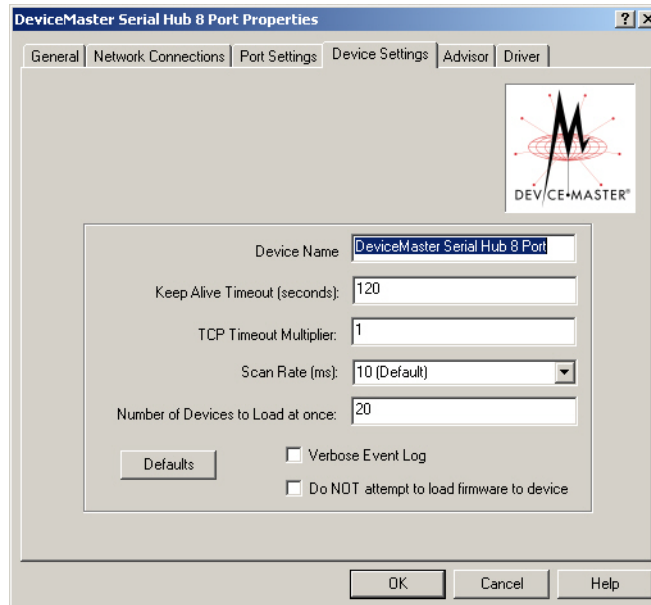 DeviceMaster Serial Hub 8 Port Properties
General Network Connections Port Settings Device Settings Advisor Driver
DEVICE•MASTER®
Device Name DeviceMaster Serial Hub 8 Port
Keep Alive Timeout (seconds): 120
TCP Timeout Multiplier: 1
Scan Rate (ms): 10 (Default)
Number of Devices to Load at once: 20
Defaults
Verbose Event Log
Do NOT attempt to load firmware to device
OK Cancel Help